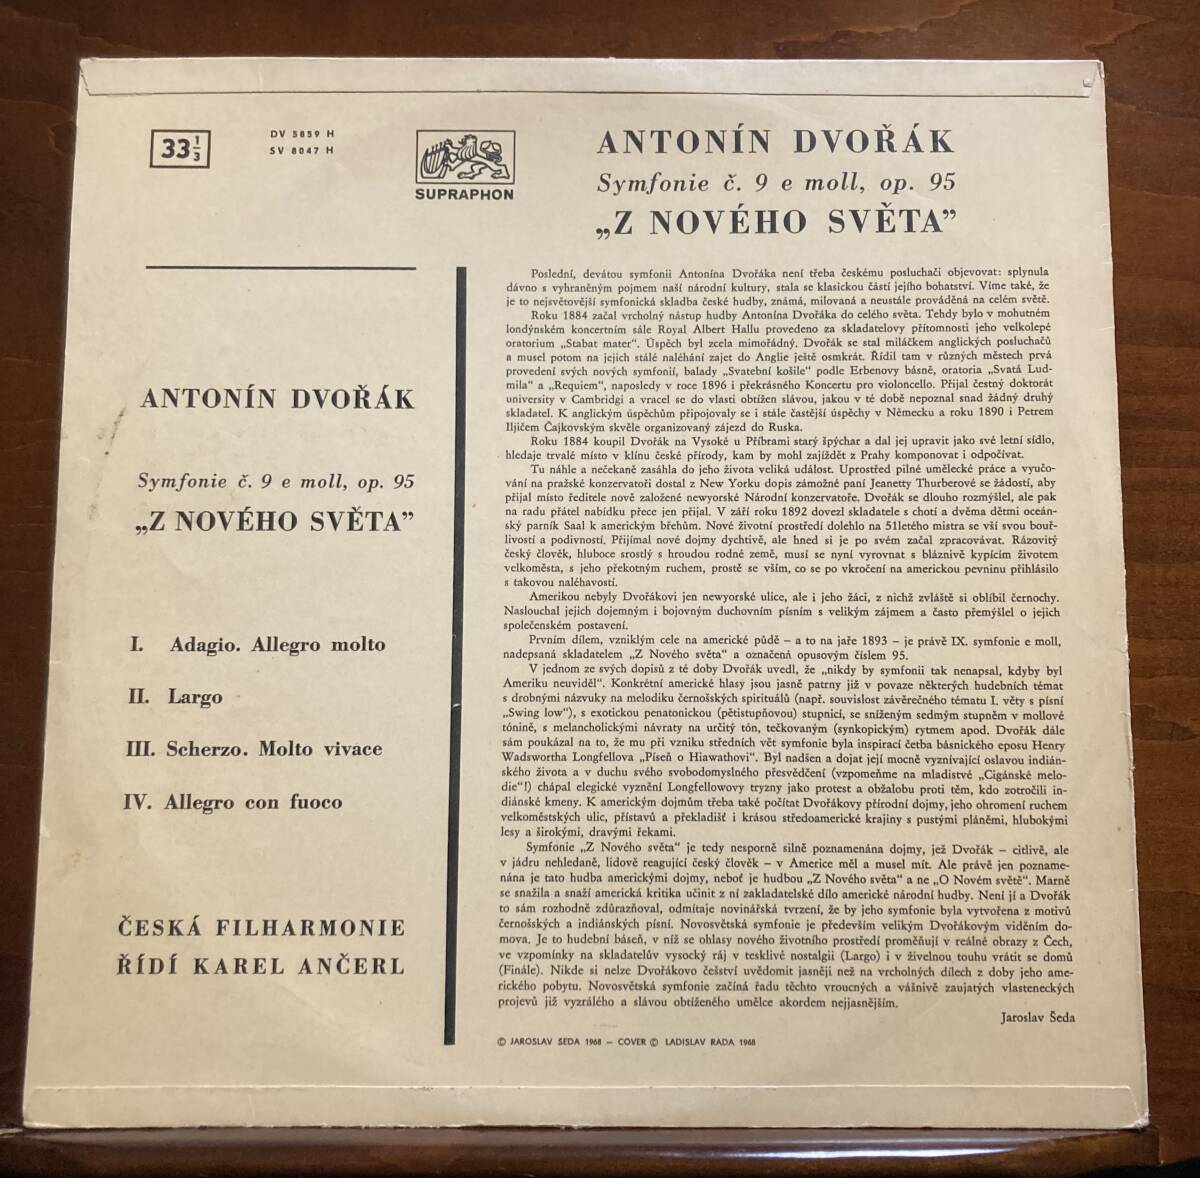 33 1/3
DV 5859 H
SV 8047 H
SUPRAPHON
ANTONÍN DVOŘÁK
Symfonie č. 9 e moll, op. 95
„Z NOVÉHO SVĚTA”
ANTONÍN DVOŘÁK
Symfonie č. 9 e moll, op. 95
„Z NOVÉHO SVĚTA”
I. Adagio. Allegro molto
II. Largo
III. Scherzo. Molto vivace
IV. Allegro con fuoco
ČESKÁ FILHARMONIE
ŘÍDÍ KAREL ANČERL
Poslední, devátou symfonii Antonína Dvořáka není třeba českému posluchači objevovat: splynula
dávno s vyhraněným pojmem naší národní kultury, stala se klasickou částí jejího bohatství. Víme také, že
je to nejsvětovější symfonická skladba české hudby, známá, milovaná a neustále prováděná na celém světě.
Roku 1884 začal vrcholný nástup hudby Antonína Dvořáka do celého světa. Tehdy bylo v mohutném
londýnském koncertním sále Royal Albert Hallu provedeno za skladatelovy přítomnosti jeho velkolepé
oratorium „Stabat mater“. Úspěch byl zcela mimořádný. Dvořák se stal miláčkem anglických posluchačů
a musel potom na jejich stálé naléhání zajet do Anglie ještě osmkrát. Řídil tam v různých městech prvá
provedení svých nových symfonií, balady „Svatební košile“ podle Erbenovy básně, oratoria „Svatá Lud-
mila“ a „Requiem“, naposledy v roce 1896 i překrásného Koncertu pro violoncello. Přijal čestný doktorát
university v Cambridgi a vracel se do vlasti obtížen slávou, jakou v té době nepoznal snad žádný druhý
skladatel. K anglickým úspěchům připojovaly se i stále častější úspěchy v Německu a roku 1890 i Petrem
Iljičem Čajkovským skvěle organizovaný zájezd do Ruska.
Roku 1884 koupil Dvořák na Vysoké u Příbrami starý špýchar a dal jej upravit jako své letní sídlo,
hledaje trvalé místo v klínu české přírody, kam by mohl zajíždět z Prahy komponovat i odpočívat.
Tu náhle a nečekaně zasáhla do jeho života veliká událost. Uprostřed pilné umělecké práce a vyučo-
vání na pražské konzervatoři dostal z New Yorku dopis zámožné paní Jeanetty Thurberové se žádostí, aby
přijal místo ředitele nově založené newyorské Národní konzervatoře. Dvořák se dlouho rozmýšlel, ale pak
na radu přátel nabídku přece jen přijal. V září roku 1892 dovezl skladatele s chotí a dvěma dětmi oceán-
ský parník Saal k americkým břehům. Nové životní prostředí dolehlo na 51letého mistra se vší svou bouř-
livostí a podivností. Přijímal nové dojmy dychtivě, ale hned si je po svém začal zpracovávat. Rázovitý
český člověk, hluboce srostlý s hroudou rodné země, musí se nyní vyrovnat s bláznivě kypícím životem
velkoměsta, s jeho překotným ruchem, prostě se vším, co se po vkročení na americkou pevninu přihlásilo
s takovou naléhavostí.
Amerikou nebyly Dvořákovi jen newyorské ulice, ale i jeho žáci, z nichž zvláště si oblíbil černochy.
Naslouchal jejich dojemným i bojovným duchovním písním s velikým zájmem a často přemýšlel o jejich
společenském postavení.
Prvním dílem, vzniklým cele na americké půdě – a to na jaře 1893 – je právě IX. symfonie e moll,
nadepsaná skladatelem „Z Nového světa“ a označená opusovým číslem 95.
V jednom ze svých dopisů z té doby Dvořák uvedl, že „nikdy by symfonii tak nenapsal, kdyby byl
Ameriku neuviděl“. Konkrétní americké hlasy jsou jasně patrny již v povaze některých hudebních témat
s drobnými názvuky na melodiku černošských spirituálů (např. souvislost závěrečného tématu I. věty s písní
„Swing low“), s exotickou penatonickou (pětistupňovou) stupnicí, se sníženým sedmým stupněm v mollové
tónině, s melancholickými návraty na určitý tón, tečkovaným (synkopickým) rytmem apod. Dvořák dále
sám poukázal na to, že mu při vzniku středních vět symfonie byla inspirací četba básnického eposu Henry
Wadswortha Longfellova „Píseň o Hiawathovi“. Byl nadšen a dojat její mocně vyznívající oslavou indián-
ského života a v duchu svého svobodomyslného přesvědčení (vzpomeňme na mladistvé „Cigánské melo-
die“!) chápal elegické vyznění Longfellowovy tryzny jako protest a obžalobu proti těm, kdo zotročili in-
diánské kmeny. K americkým dojmům třeba také počítat Dvořákovy přírodní dojmy, jeho ohromení ruchem
velkoměstských ulic, přístavů a překladišť i krásou středoamerické krajiny s pustými pláněmi, hlubokými
lesy a širokými, dravými řekami.
Symfonie „Z Nového světa“ je tedy nesporně silně poznamenána dojmy, jež Dvořák – citlivě, ale
v jádru nehledaně, lidově reagující český člověk – v Americe měl a musel mít. Ale právě jen pozname-
nána je tato hudba americkými dojmy, neboť je hudbou „Z Nového světa“ a ne „O Novém světě“. Marně
se snažila a snaží americká kritika učinit z ní zakladatelské dílo americké národní hudby. Není jí a Dvořák
to sám rozhodně zdůrazňoval, odmítaje novinářská tvrzení, že by jeho symfonie byla vytvořena z motivů
černošských a indiánských písní. Novosvětská symfonie je především velikým Dvořákovým viděním do-
mova. Je to hudební báseň, v níž se ohlasy nového životního prostředí proměňují v reálné obrazy z Čech,
ve vzpomínky na skladatelův vysocký ráj v tesklivé nostalgii (Largo) i v živelnou touhu vrátit se domů
(Finále). Nikde si nelze Dvořákovo češství uvědomit jasněji než na vrcholných dílech z doby jeho ame-
rického pobytu. Novosvětská symfonie začíná řadu těchto vroucných a vášnivě zaujatých vlasteneckých
projevů již vyzrálého a slávou obtíženého umělce akordem nejjasnějším.
Jaroslav Šeda
© JAROSLAV ŠEDA 1968 – COVER © LADISLAV RADA 1968